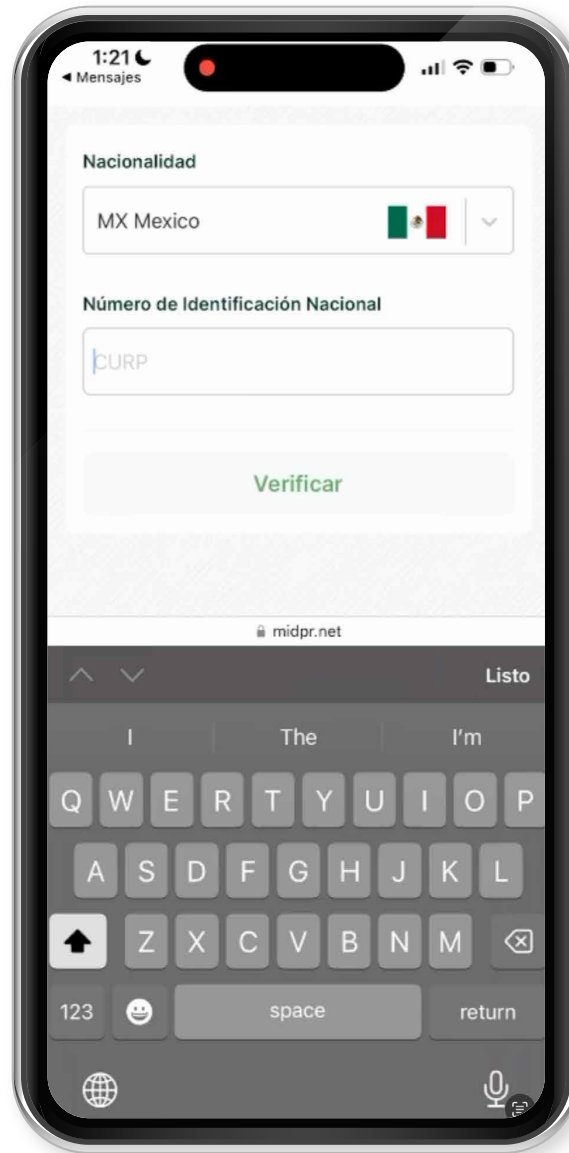 1:21
◀ Mensajes
Nacionalidad
MX Mexico
Número de Identificación Nacional
CURP
Verificar
midpr.net
Listo
I The I'm
Q W E R T Y U I O P
A S D F G H J K L
Z X C V B N M
123 space return